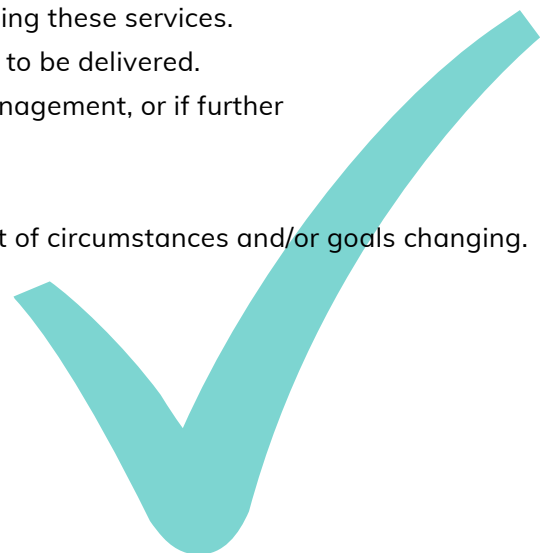 ing these services.
to be delivered.
nagement, or if further
t of circumstances and/or goals changing.